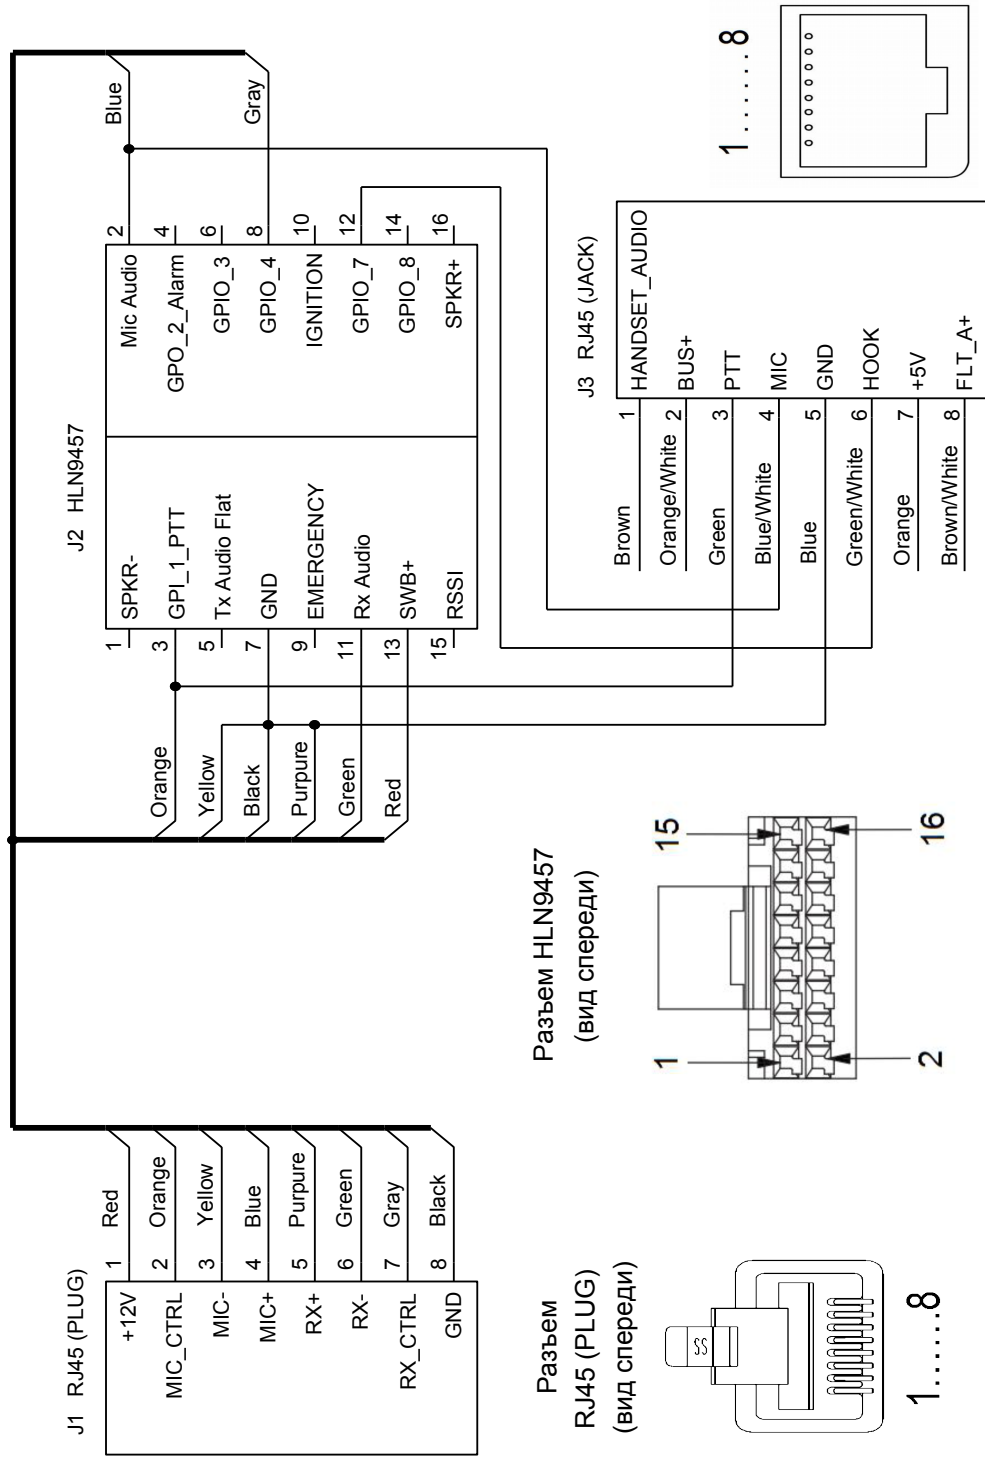 J1 RJ45 (PLUG)
+12V 1 Red
MIC_CTRL 2 Orange
MIC- 3 Yellow
MIC+ 4 Blue
RX+ 5 Purpure
RX- 6 Green
RX_CTRL 7 Gray
GND 8 Black
J2 HLN9457
Orange 3 GPI_1_PTT
Yellow
Black 7 GND
Purpure
Green 11 Rx Audio
Red 13 SWB+
1 SPKR-
5 Tx Audio Flat
9 EMERGENCY
15 RSSI
Mic Audio 2 Blue
GPO_2_Alarm 4
GPIO_3 6
GPIO_4 8 Gray
IGNITION 10
GPIO_7 12
GPIO_8 14
SPKR+ 16
J3 RJ45 (JACK)
Brown 1 HANDSET_AUDIO
Orange/White 2 BUS+
Green 3 PTT
Blue/White 4 MIC
Blue 5 GND
Green/White 6 HOOK
Orange 7 +5V
Brown/White 8 FLT_A+
1.......8
Разъем
RJ45 (PLUG)
(вид спереди)
SS
1.......8
Разъем HLN9457
(вид спереди)
1 15
2 16